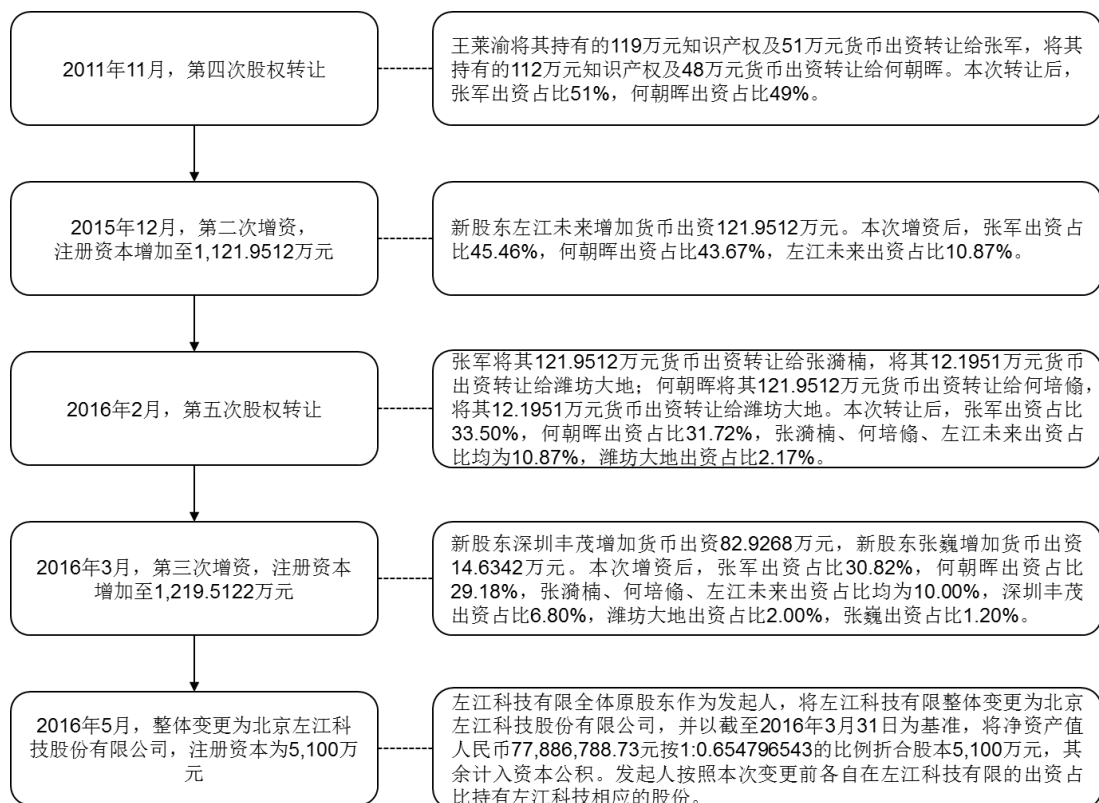 2011年11月，第四次股权转让
王莱渝将其持有的119万元知识产权及51万元货币出资转让给张军，将其
持有的112万元知识产权及48万元货币出资转让给何朝晖。本次转让后，
张军出资占比51%，何朝晖出资占比49%。
2015年12月，第二次增资，
注册资本增加至1,121.9512万元
新股东左江未来增加货币出资121.9512万元。本次增资后，张军出资占
比45.46%，何朝晖出资占比43.67%，左江未来出资占比10.87%。
2016年2月，第五次股权转让
张军将其121.9512万元货币出资转让给张漪楠，将其12.1951万元货币
出资转让给潍坊大地；何朝晖将其121.9512万元货币出资转让给何培翛，
将其12.1951万元货币出资转让给潍坊大地。本次转让后，张军出资占比
33.50%，何朝晖出资占比31.72%，张漪楠、何培翛、左江未来出资占
比均为10.87%，潍坊大地出资占比2.17%。
2016年3月，第三次增资，注册资本
增加至1,219.5122万元
新股东深圳丰茂增加货币出资82.9268万元，新股东张巍增加货币出资
14.6342万元。本次增资后，张军出资占比30.82%，何朝晖出资占比
29.18%，张漪楠、何培翛、左江未来出资占比均为10.00%，深圳丰茂
出资占比6.80%，潍坊大地出资占比2.00%，张巍出资占比1.20%。
2016年5月，整体变更为北京左江科
技股份有限公司，注册资本为5,100万
元
左江科技有限全体原股东作为发起人，将左江科技有限整体变更为北京
左江科技股份有限公司，并以截至2016年3月31日为基准，将净资产值
人民币77,886,788.73元按1:0.654796543的比例折合股本5,100万元，其
余计入资本公积。发起人按照本次变更前各自在左江科技有限的出资占
比持有左江科技相应的股份。